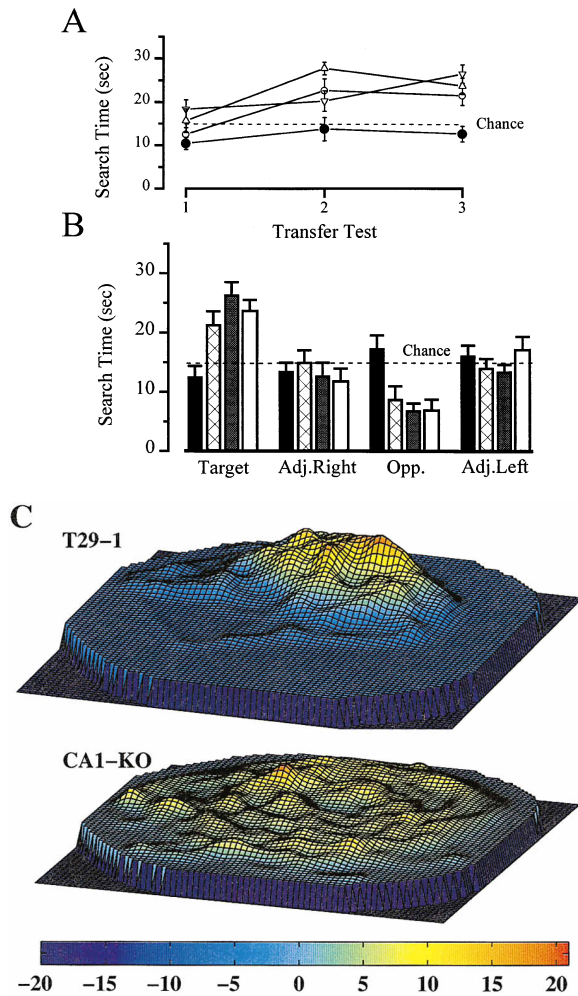 A
Search Time (sec)
30
20
10
0
Chance
1 2 3
Transfer Test
B
Search Time (sec)
30
20
10
0
Chance
Target Adj.Right Opp. Adj.Left
C
T29-1
CA1-KO
-20 -15 -10 -5 0 5 10 15 20